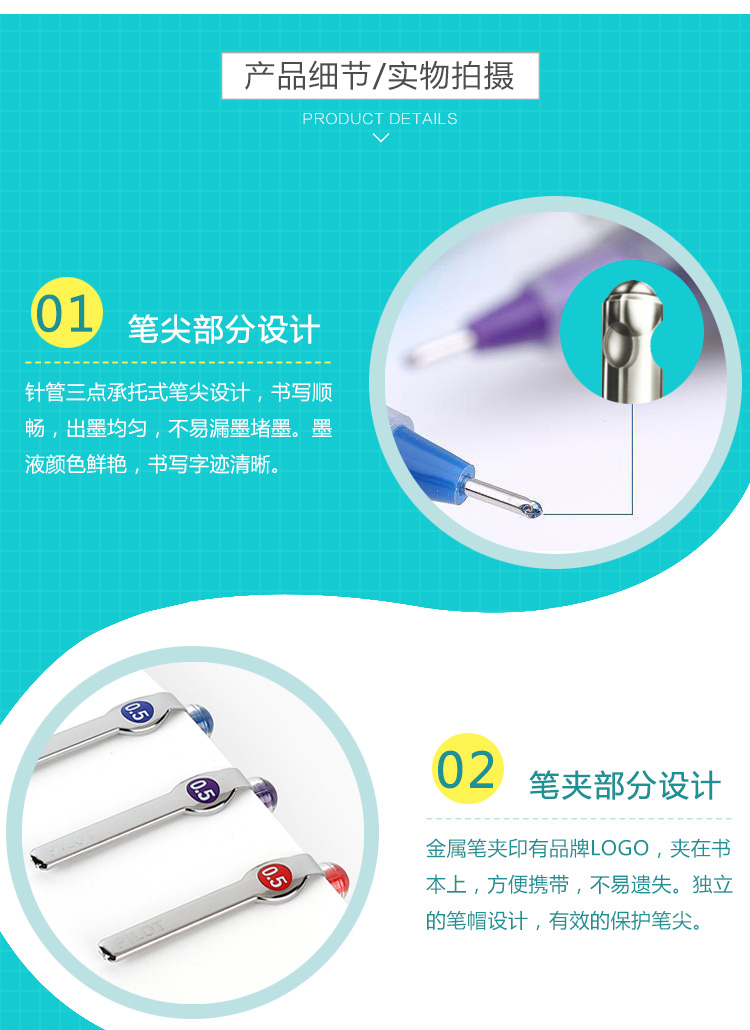 产品细节/实物拍摄
PRODUCT DETAILS
01
笔尖部分设计
针管三点承托式笔尖设计，书写顺
畅，出墨均匀，不易漏墨堵墨。墨
液颜色鲜艳，书写字迹清晰。
0.5
0.5
0.5
PILOT
02
笔夹部分设计
金属笔夹印有品牌LOGO，夹在书
本上，方便携带，不易遗失。独立
的笔帽设计，有效的保护笔尖。